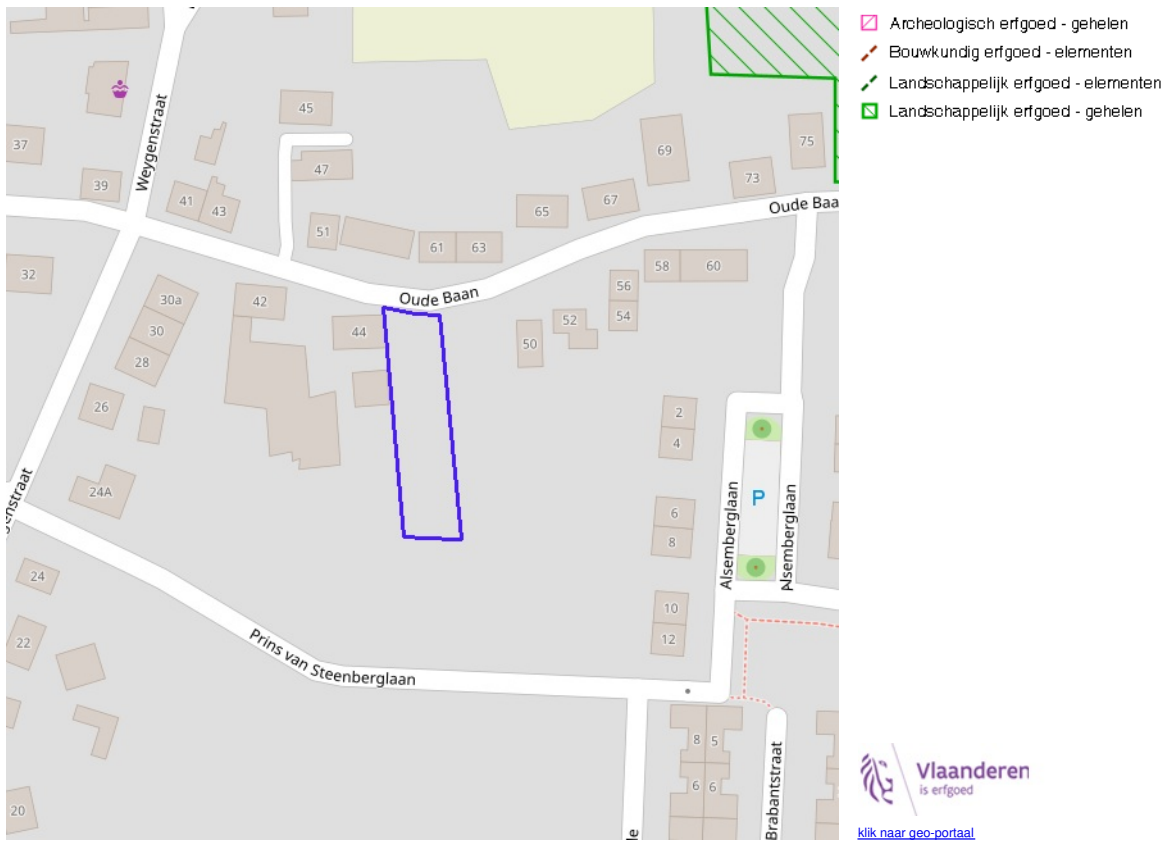 Archeologisch erfgoed - gehelen
Bouwkundig erfgoed - elementen
Landschappelijk erfgoed - elementen
Landschappelijk erfgoed - gehelen
45
37
47
69
75
39
41
43
73
67
65
51
61
63
Weygenstraat
Oude Baa
32
30a
42
Oude Baan
58
60
56
54
52
50
44
30
28
26
24A
2
4
6
8
10
12
P
Alsemberglaan
Alsemberglaan
genstraat
24
22
20
Prins van Steenberglaan
8
5
6
6
Brabantstraat
le
Vlaanderen
is erfgoed
klik naar geo-portaal